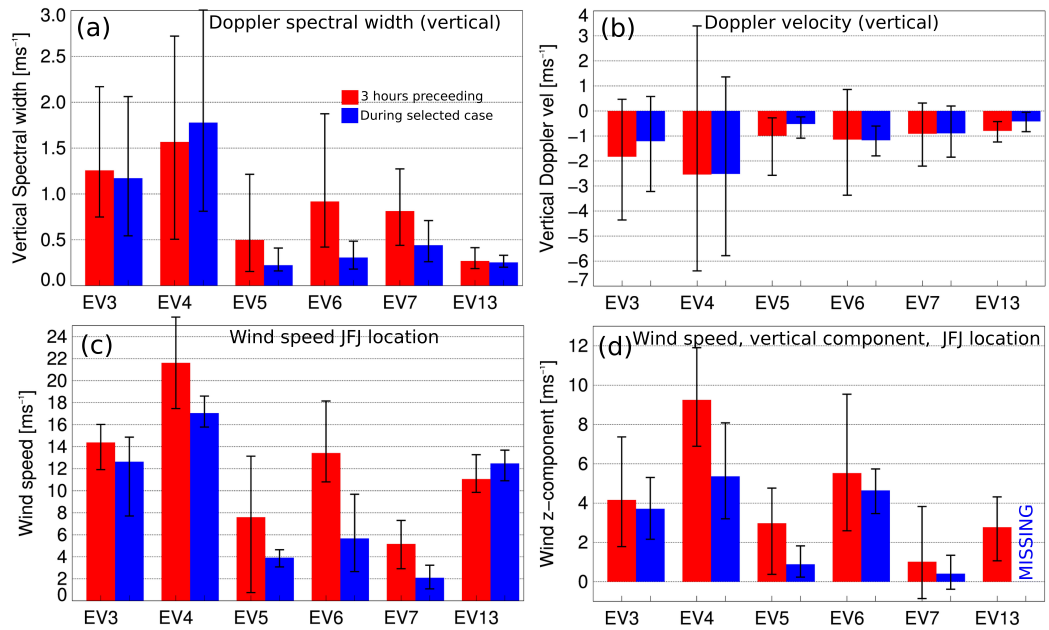 (a) Doppler spectral width (vertical)
Vertical Spectral width [ms⁻¹]
3.0
2.5
2.0
1.5
1.0
0.5
0.0
3 hours preceeding
During selected case
EV3 EV4 EV5 EV6 EV7 EV13
(b) Doppler velocity (vertical)
Vertical Doppler vel [ms⁻¹]
4
3
2
1
0
−1
−2
−3
−4
−5
−6
−7
EV3 EV4 EV5 EV6 EV7 EV13
(c) Wind speed JFJ location
Wind speed [ms⁻¹]
24
22
20
18
16
14
12
10
8
6
4
2
0
EV3 EV4 EV5 EV6 EV7 EV13
(d) Wind speed, vertical component, JFJ location
Wind z−component [ms⁻¹]
12
10
8
6
4
2
0
MISSING
EV3 EV4 EV5 EV6 EV7 EV13